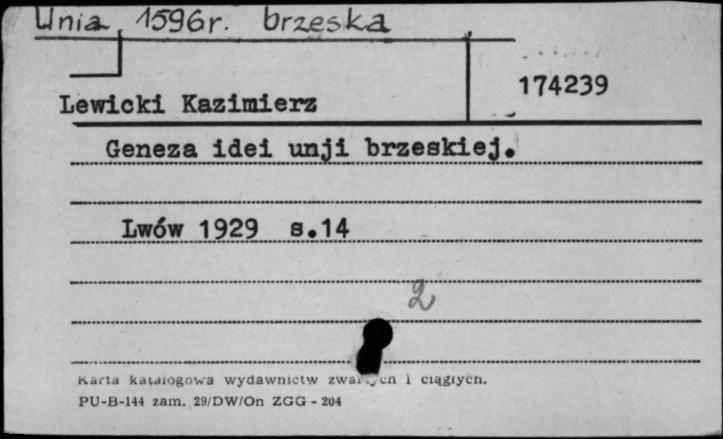 Unia 1596r. brzeska
174239
Lewicki Kazimierz
Geneza idei unji brzeskiej.
Lwów 1929 s.14
2
Karta katalogowa wydawnictw zwartych i ciągłych.
PU-B-144 zam. 29/DW/On ZGG - 204